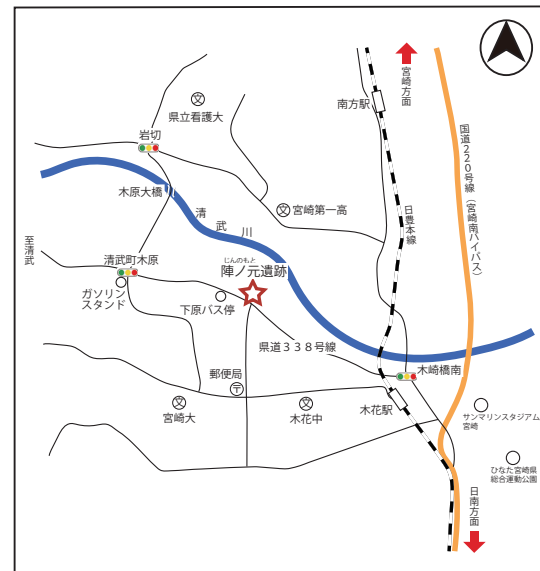 宮崎方面
南方駅
県立看護大
岩切
国道220号線(宮崎南バイパス)
木原大橋
宮崎第一高
清武川
日豊本線
至清武
清武町木原
じんのもと
陣ノ元遺跡
ガソリン
スタンド
下原バス停
県道338号線
木崎橋南
郵便局
宮崎大
木花中
木花駅
サンマリンスタジアム
宮崎
ひなた宮崎県
総合運動公園
日南方面
文
文
文
文
〒